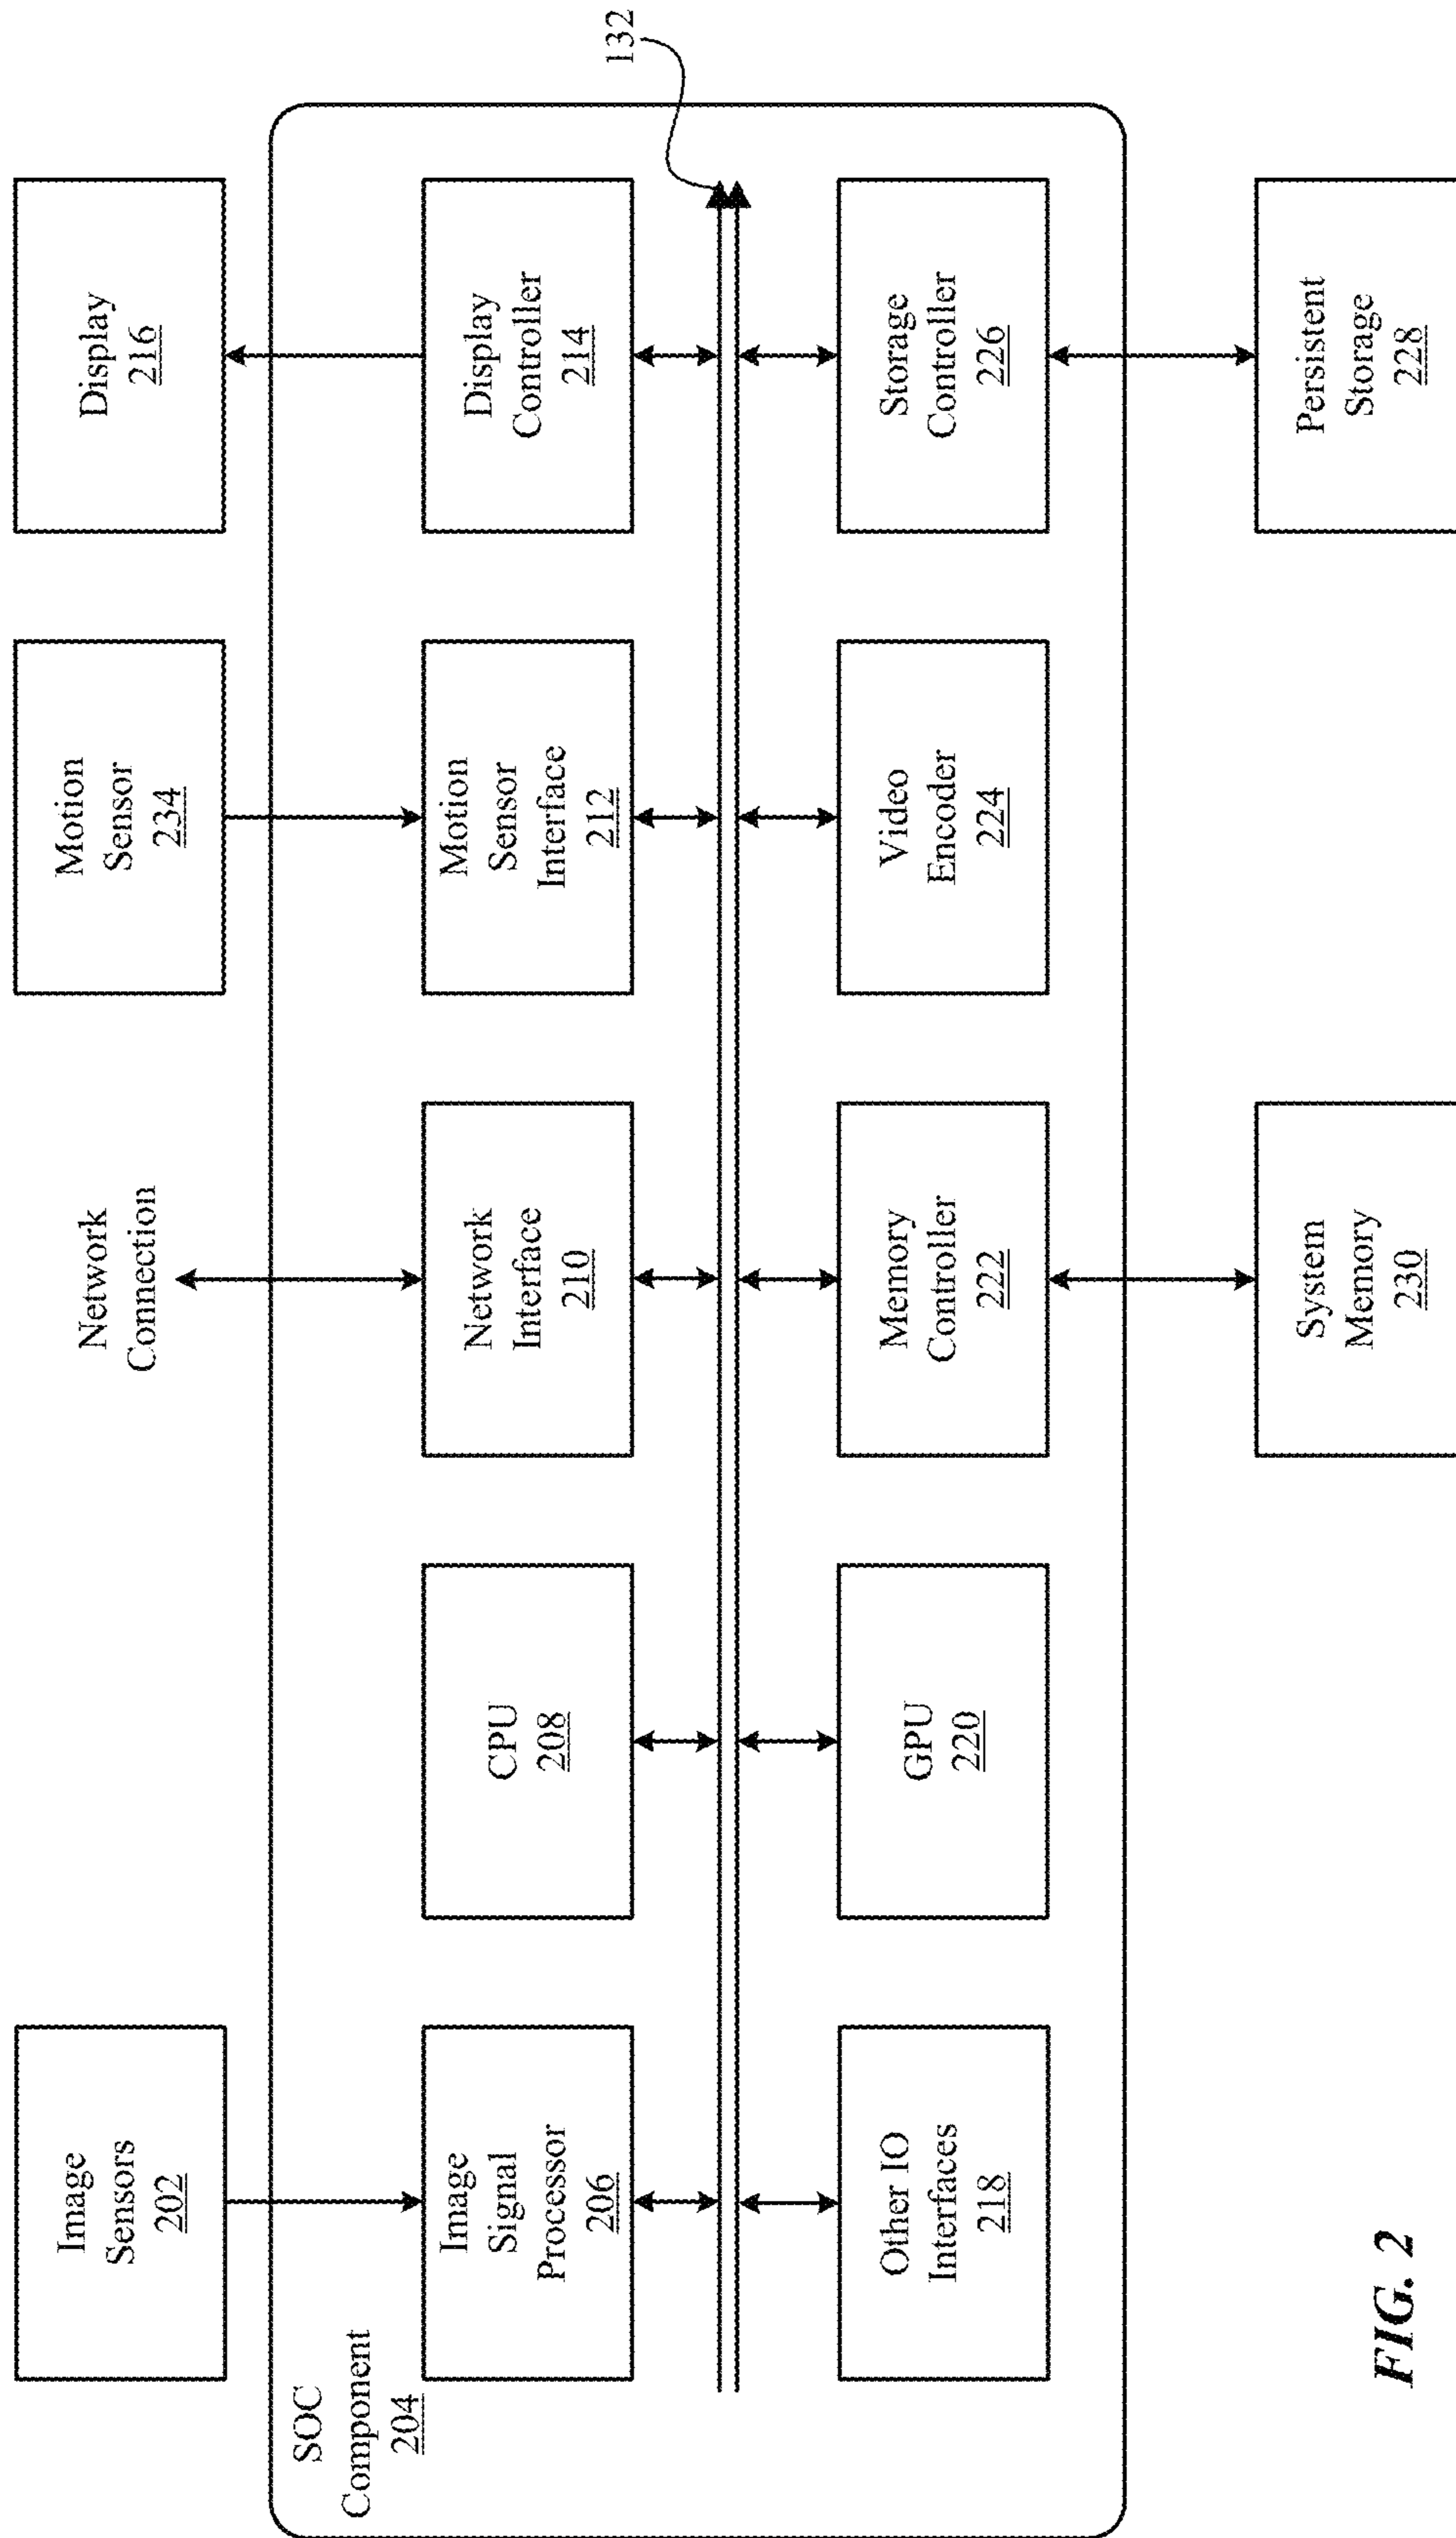 Image
Sensors
202
Network
Connection
Motion
Sensor
234
Display
216
SOC
Component
204
Image
Signal
Processor
206
CPU
208
Network
Interface
210
Motion
Sensor
Interface
212
Display
Controller
214
132
Other IO
Interfaces
218
GPU
220
Memory
Controller
222
Video
Encoder
224
Storage
Controller
226
System
Memory
230
Persistent
Storage
228
FIG. 2